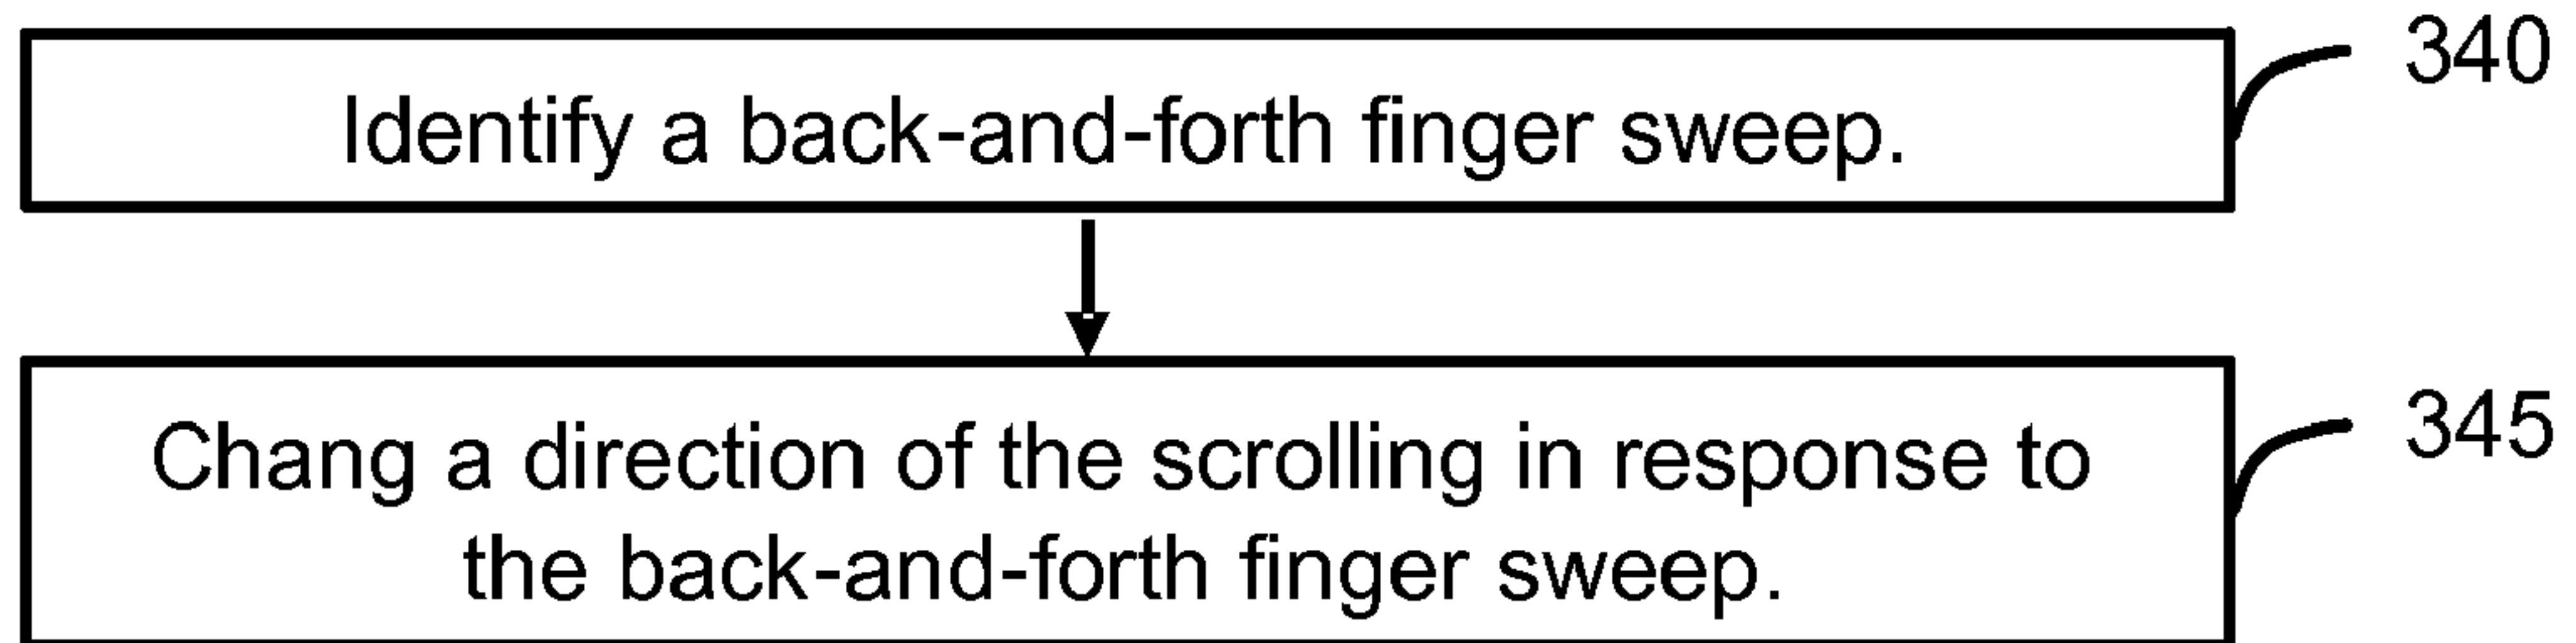 340
Identify a back-and-forth finger sweep.
345
Chang a direction of the scrolling in response to
the back-and-forth finger sweep.